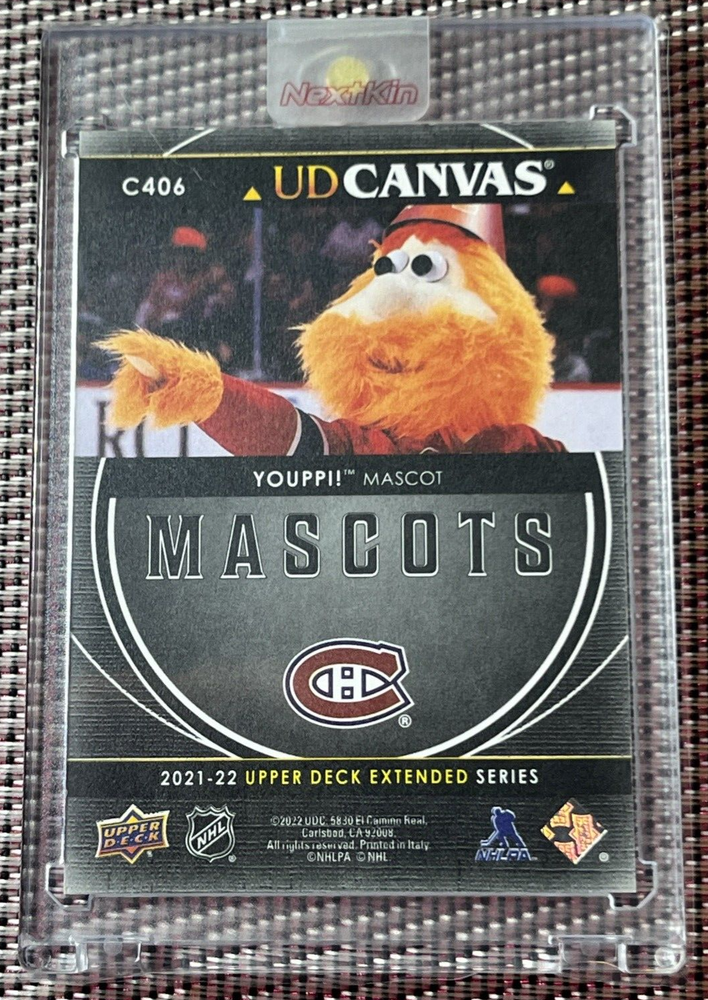 NextKin
C406
UD CANVAS®
YOUPPI!™ MASCOT
MASCOTS
®
2021-22 UPPER DECK EXTENDED SERIES
©2022 UDC, 5830 El Camino Real,
Carlsbad, CA 92008.
All rights reserved. Printed in Italy.
©NHLPA ©NHL
UPPER
DECK
NHL
NHLPA